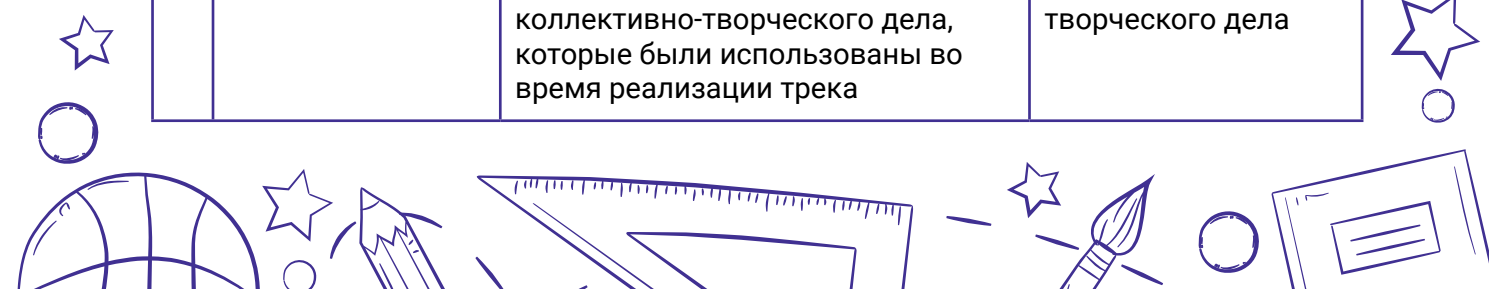 коллективно-творческого дела,
которые были использованы во
время реализации трека
творческого дела